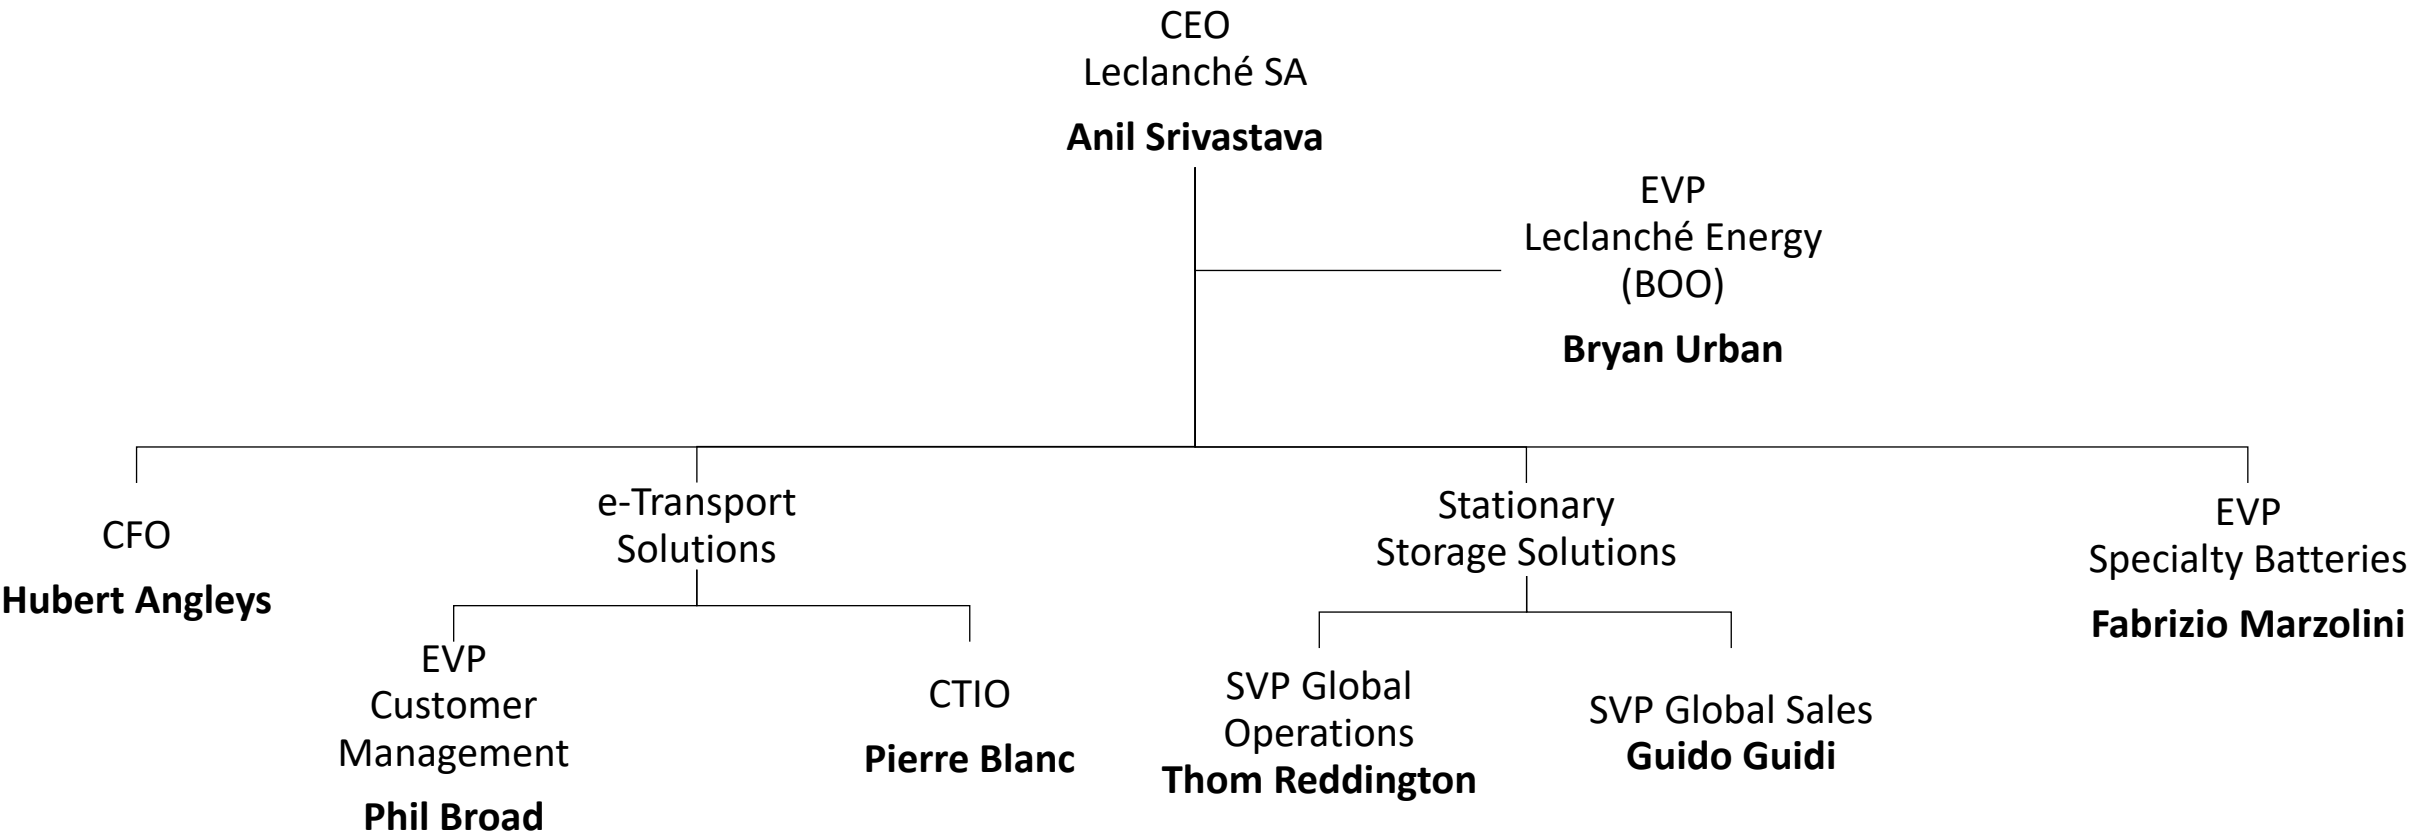 CEO
Leclanché SA
Anil Srivastava
EVP
Leclanché Energy
(BOO)
Bryan Urban
CFO
Hubert Angleys
e-Transport
Solutions
EVP
Customer
Management
Phil Broad
CTIO
Pierre Blanc
Stationary
Storage Solutions
SVP Global
Operations
Thom Reddington
SVP Global Sales
Guido Guidi
EVP
Specialty Batteries
Fabrizio Marzolini